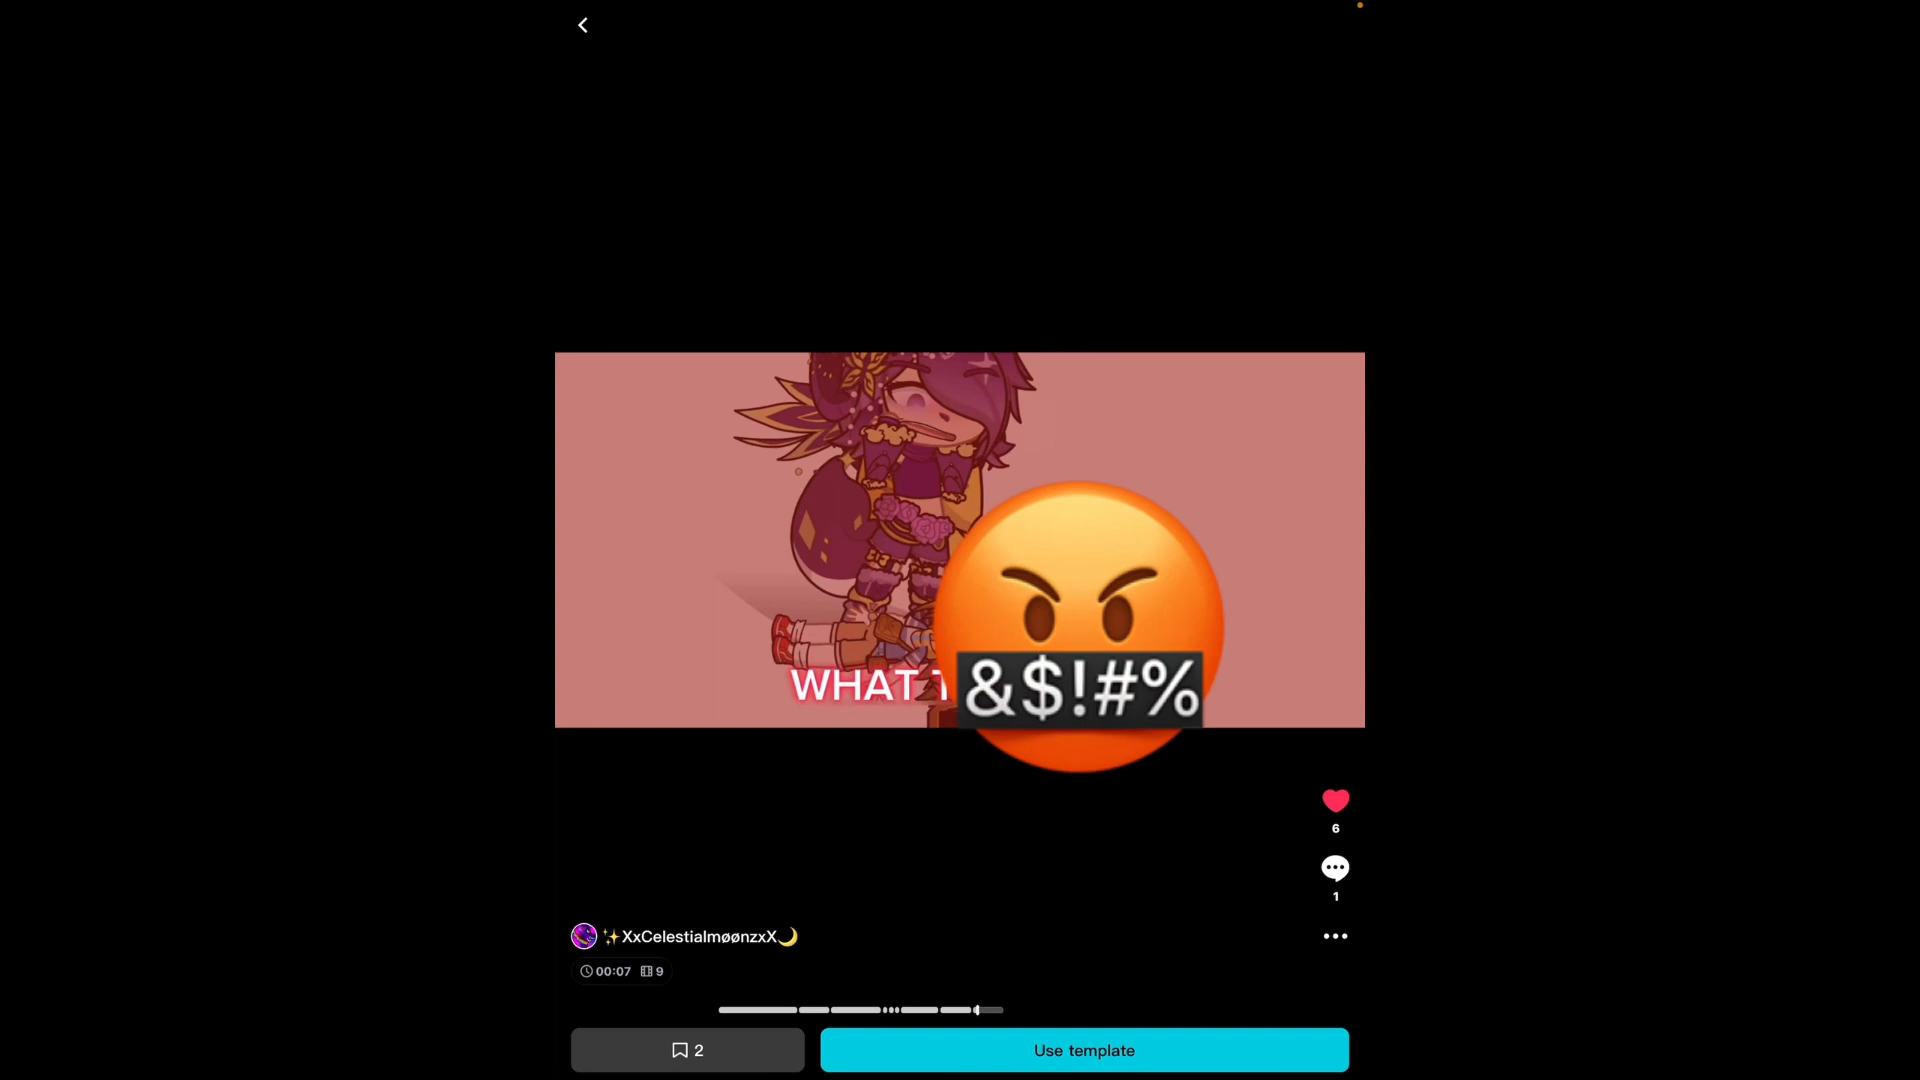 WHAT T
&$!#%
6
1
✨XxCelestialmøønzxX🌙
00:07 9
2
Use template